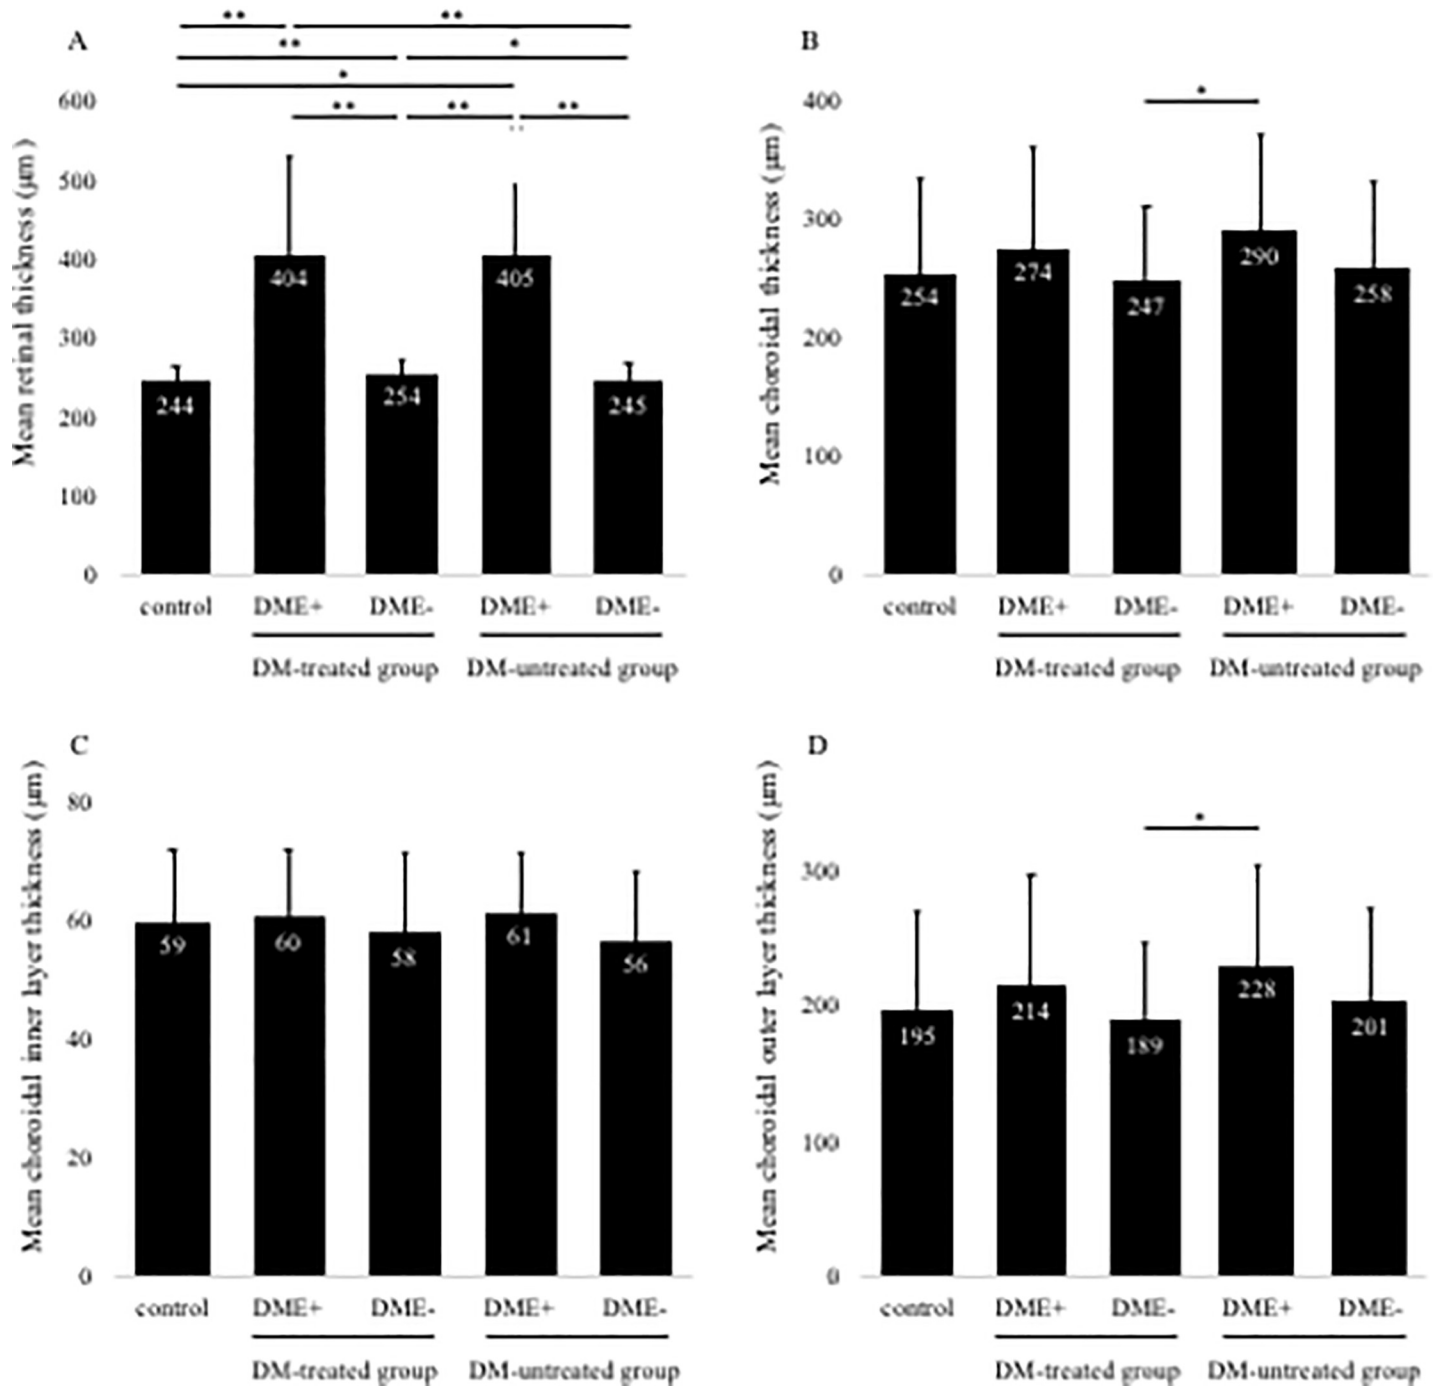 A
** **
** *
*
** ** **
Mean retinal thickness (μm)
600
500
400
300
200
100
0
404
405
244
254
245
control DME+ DME- DME+ DME-
DM-treated group DM-untreated group
B
*
Mean choroidal thickness (μm)
400
300
200
100
0
254
274
247
290
258
control DME+ DME- DME+ DME-
DM-treated group DM-untreated group
C
Mean choroidal inner layer thickness (μm)
80
60
40
20
0
59
60
58
61
56
control DME+ DME- DME+ DME-
DM-treated group DM-untreated group
D
*
Mean choroidal outer layer thickness (μm)
300
200
100
0
195
214
189
228
201
control DME+ DME- DME+ DME-
DM-treated group DM-untreated group